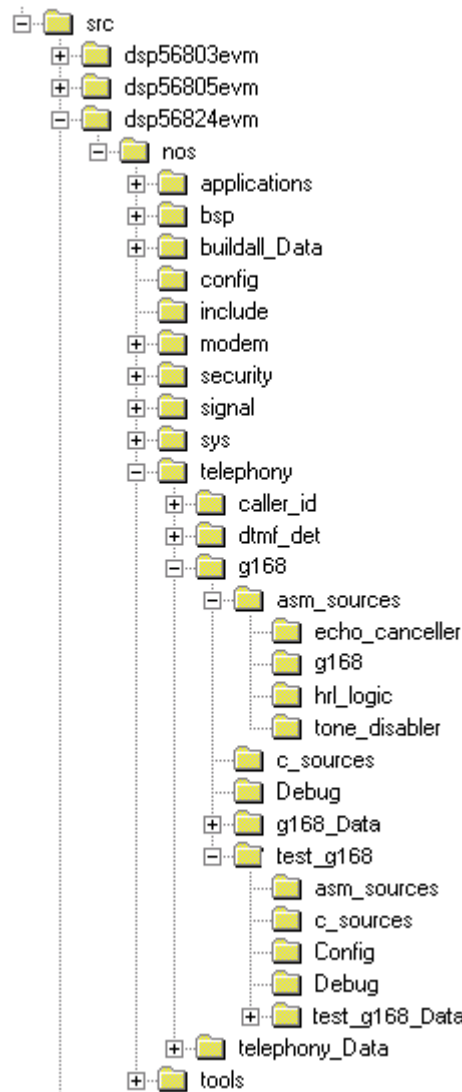 src
dsp56803evm
dsp56805evm
dsp56824evm
nos
applications
bsp
buildall_Data
config
include
modem
security
signal
sys
telephony
caller_id
dtmf_det
g168
asm_sources
echo_canceller
g168
hrl_logic
tone_disabler
c_sources
Debug
g168_Data
test_g168
asm_sources
c_sources
Config
Debug
test_g168_Data
telephony_Data
tools